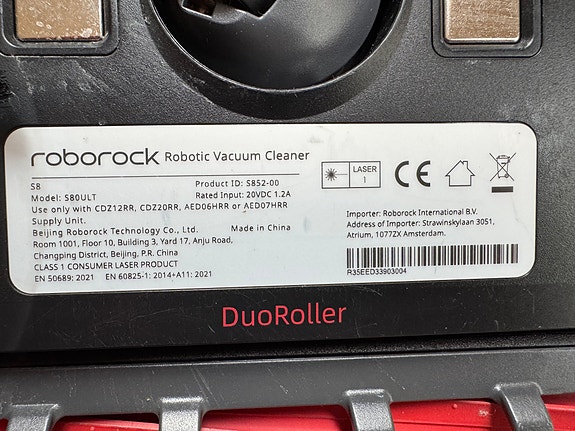 roborock Robotic Vacuum Cleaner
S8
Product ID: S852-00
Model: S80ULT
Rated Input: 20VDC 1.2A
Use only with CDZ12RR, CDZ20RR, AED06HRR or AED07HRR
Supply Unit.
Beijing Roborock Technology Co., Ltd. Made in China
Room 1001, Floor 10, Building 3, Yard 17, Anju Road,
Changping District, Beijing, P.R. China
CLASS 1 CONSUMER LASER PRODUCT
EN 50689: 2021 EN 60825-1: 2014+A11: 2021
LASER
1
CE
Importer: Roborock International B.V.
Address of Importer: Strawinskylaan 3051,
Atrium, 1077ZX Amsterdam.
R35EED33903004
DuoRoller